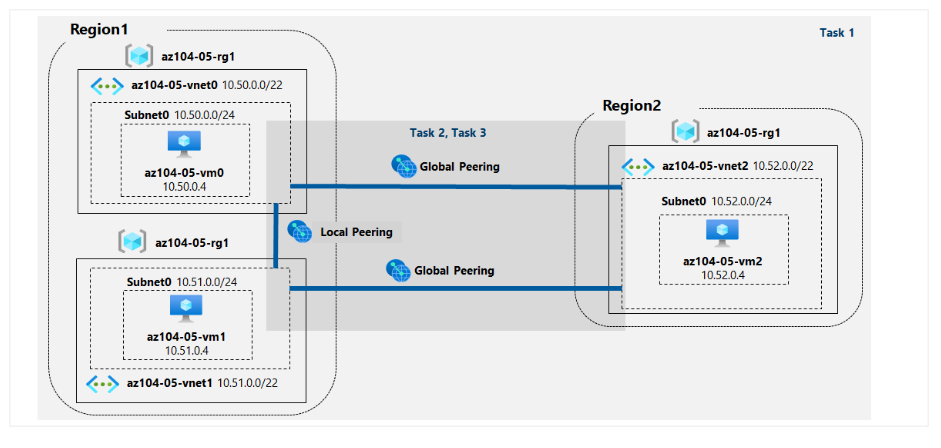 Region1
Task 1
az104-05-rg1
az104-05-vnet0 10.50.0.0/22
Subnet0 10.50.0.0/24
az104-05-vm0
10.50.0.4
Region2
Task 2, Task 3
az104-05-rg1
Global Peering
az104-05-vnet2 10.52.0.0/22
Subnet0 10.52.0.0/24
az104-05-vm2
10.52.0.4
Local Peering
az104-05-rg1
Global Peering
Subnet0 10.51.0.0/24
az104-05-vm1
10.51.0.4
az104-05-vnet1 10.51.0.0/22